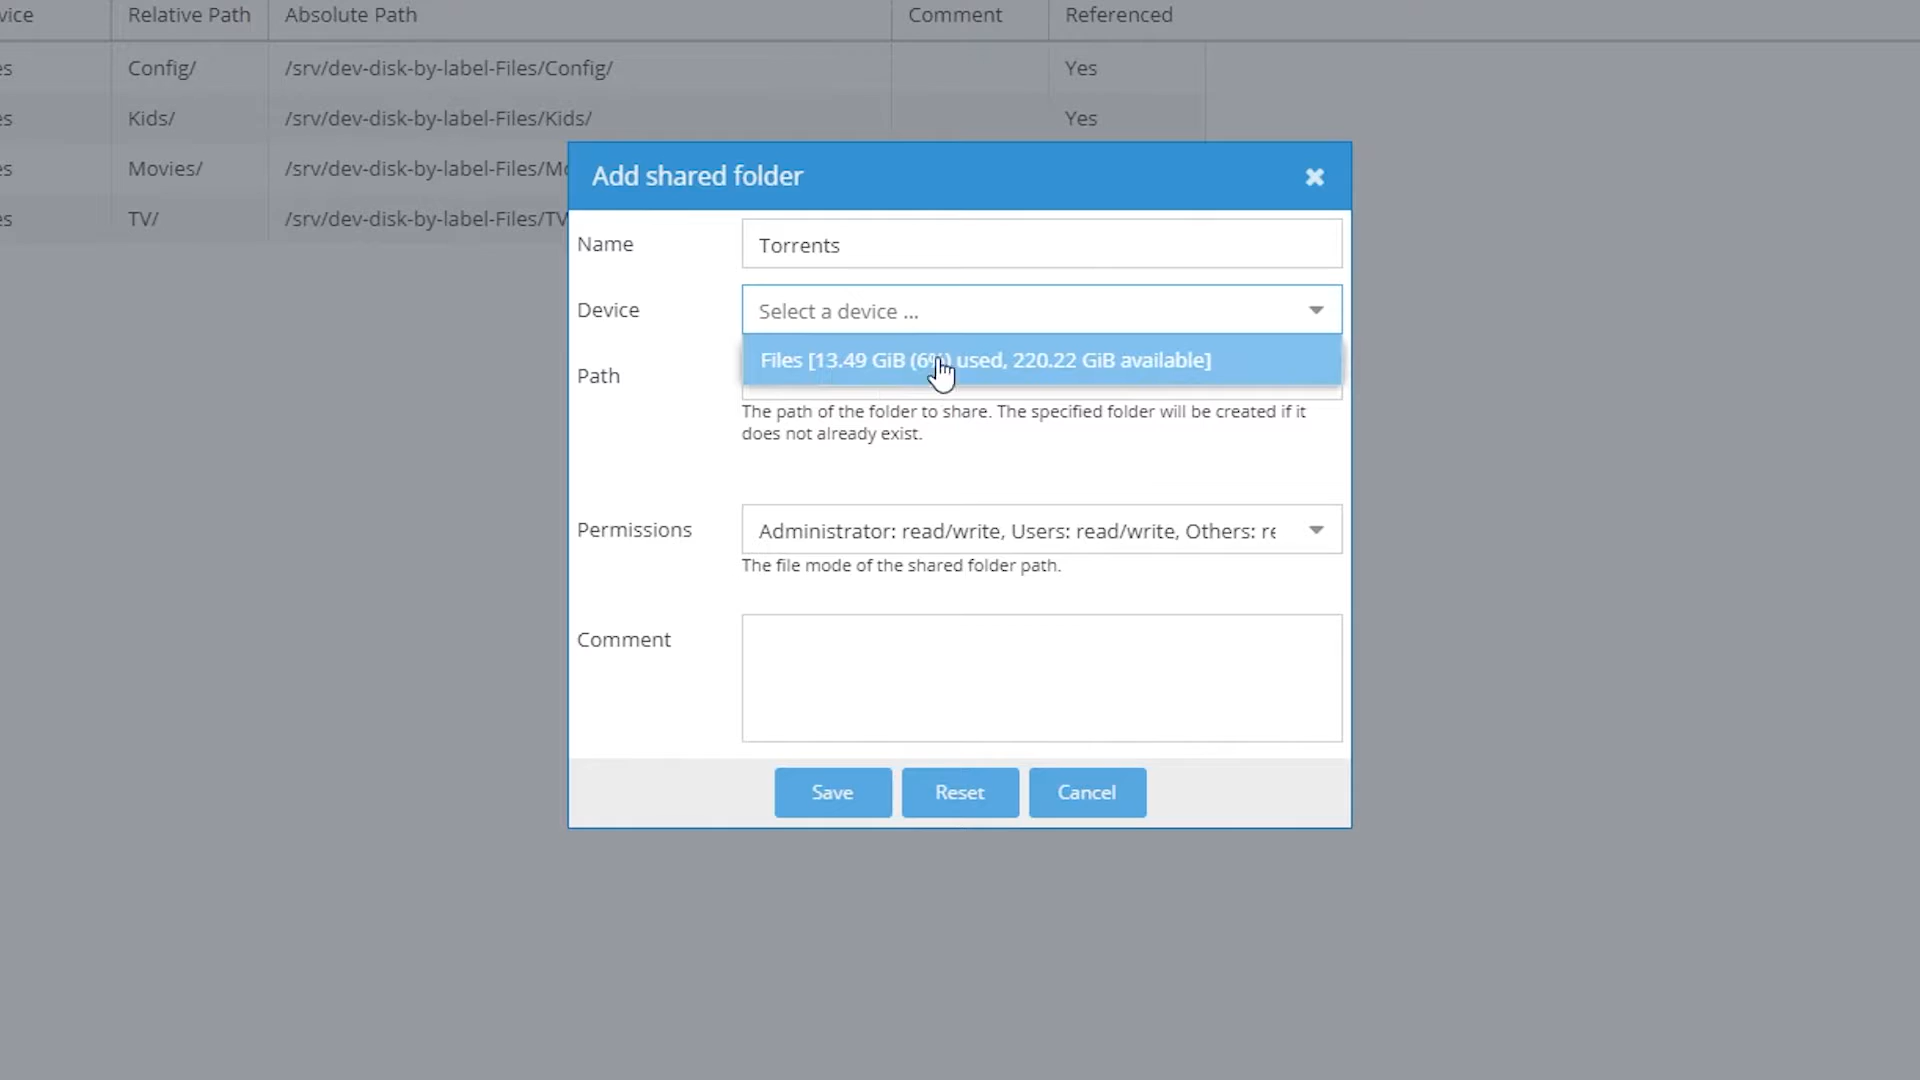 vice Relative Path Absolute Path Comment Referenced
es Config/ /srv/dev-disk-by-label-Files/Config/ Yes
es Kids/ /srv/dev-disk-by-label-Files/Kids/ Yes
es Movies/ /srv/dev-disk-by-label-Files/Mo
es TV/ /srv/dev-disk-by-label-Files/TV
Add shared folder
Name Torrents
Device Select a device ...
Files [13.49 GiB (6%) used, 220.22 GiB available]
Path
The path of the folder to share. The specified folder will be created if it
does not already exist.
Permissions Administrator: read/write, Users: read/write, Others: re
The file mode of the shared folder path.
Comment
Save Reset Cancel